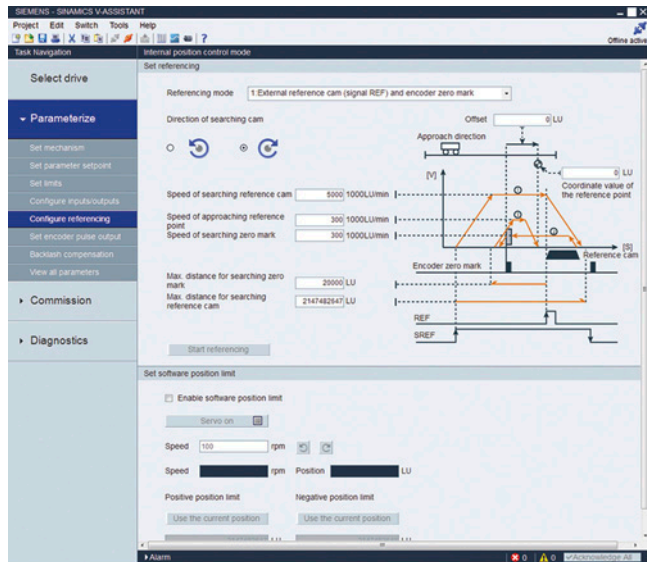 SIEMENS - SINAMICS V-ASSISTANT
Project Edit Switch Tools Help
Offline active
Task Navigation
Internal position control mode
Select drive
Parameterize
Set mechanism
Set parameter setpoint
Set limits
Configure inputs/outputs
Configure referencing
Set encoder pulse output
Backlash compensation
View all parameters
Commission
Diagnostics
Set referencing
Referencing mode 1:External reference cam (signal REF) and encoder zero mark
Direction of searching cam
Offset 0 LU
Approach direction
0 LU
Coordinate value of
the reference point
[V]
Speed of searching reference cam 5000 1000LU/min
Speed of approaching reference
point 300 1000LU/min
Speed of searching zero mark 300 1000LU/min
[S]
Reference cam
Encoder zero mark
Max. distance for searching zero
mark 20000 LU
Max. distance for searching
reference cam 2147482647 LU
REF
SREF
Start referencing
Set software position limit
Enable software position limit
Servo on
Speed 100 rpm
Speed rpm Position LU
Positive position limit Negative position limit
Use the current position Use the current position
Alarm 0 0 Acknowledge All